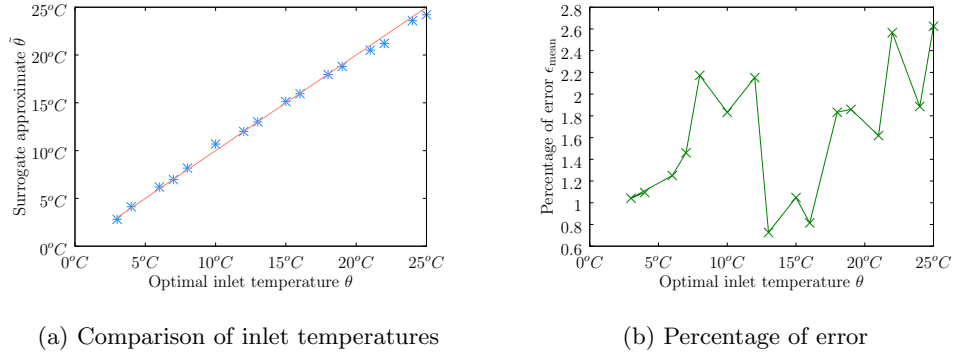 25°C
20°C
15°C
10°C
5°C
0°C
0°C 5°C 10°C 15°C 20°C 25°C
Surrogate approximate θ̃
Optimal inlet temperature θ
(a) Comparison of inlet temperatures
2.8
2.6
2.4
2.2
2
1.8
1.6
1.4
1.2
1
0.8
0.6
0°C 5°C 10°C 15°C 20°C 25°C
Percentage of error ϵmean
Optimal inlet temperature θ
(b) Percentage of error